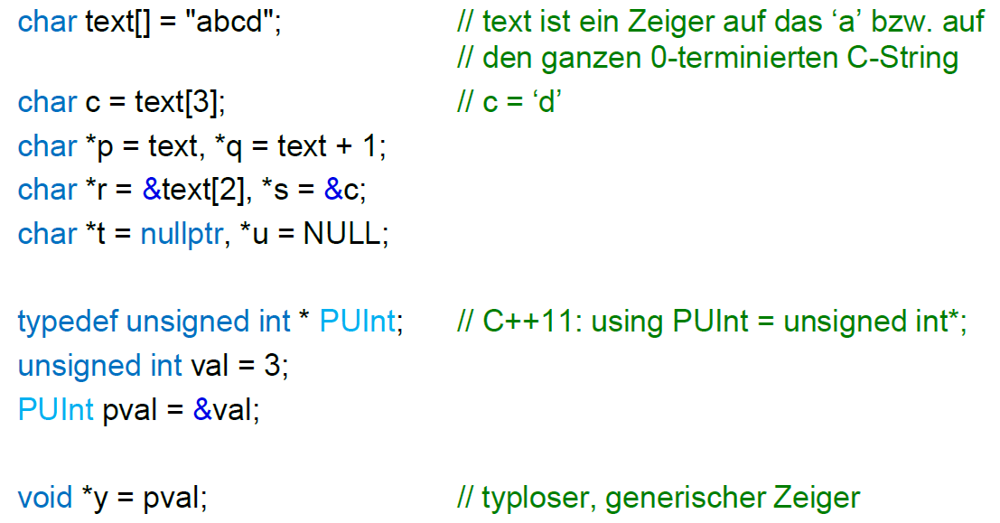 char text[] = "abcd"; // text ist ein Zeiger auf das ‘a’ bzw. auf
// den ganzen 0-terminierten C-String
char c = text[3]; // c = ‘d’
char *p = text, *q = text + 1;
char *r = &text[2], *s = &c;
char *t = nullptr, *u = NULL;
typedef unsigned int * PUInt; // C++11: using PUInt = unsigned int*;
unsigned int val = 3;
PUInt pval = &val;
void *y = pval; // typloser, generischer Zeiger